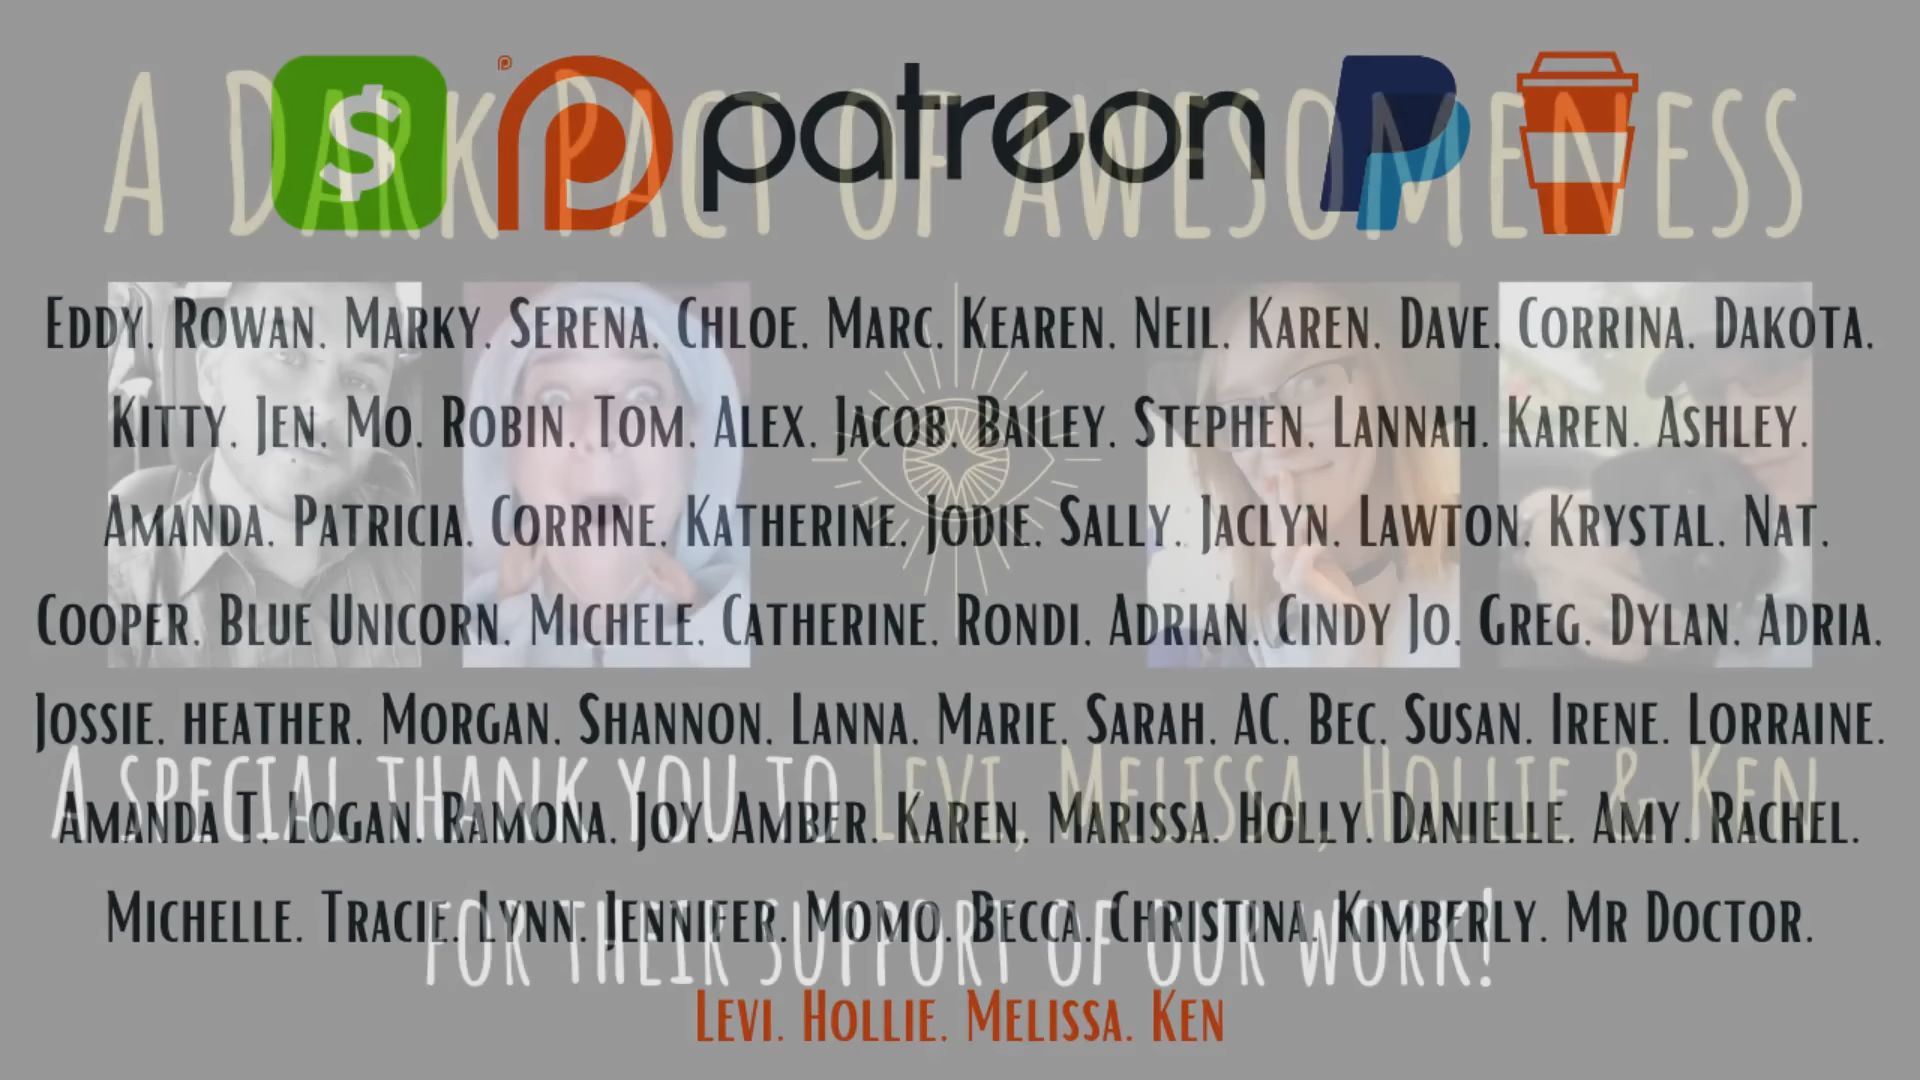 A Dark Pact of Awesomeness
$ patreon
Eddy. Rowan. Marky. Serena. Chloe. Marc. Kearen. Neil. Karen. Dave. Corrina. Dakota.
Kitty. Jen. Mo. Robin. Tom. Alex. Jacob. Bailey. Stephen. Lannah. Karen. Ashley.
Amanda. Patricia. Corrine. Katherine. Jodie. Sally. Jaclyn. Lawton. Krystal. Nat.
Cooper. Blue Unicorn. Michele. Catherine. Rondi. Adrian. Cindy Jo. Greg. Dylan. Adria.
Jossie. heather. Morgan. Shannon. Lanna. Marie. Sarah. AC. Bec. Susan. Irene. Lorraine.
A special thank you to Levi, Melissa, Hollie & Ken
Amanda T. Logan. Ramona. Joy. Amber. Karen. Marissa. Holly. Danielle. Amy. Rachel.
Michelle. Tracie. Lynn. Jennifer. Momo. Becca. Christina. Kimberly. Mr Doctor.
for their support of our work!
Levi. Hollie. Melissa. Ken